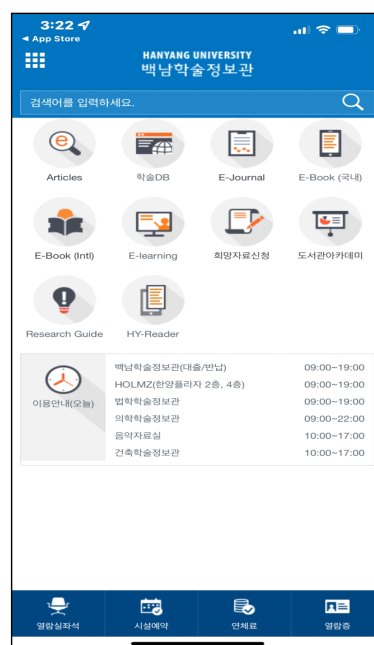 3:22
◀ App Store
HANYANG UNIVERSITY
백남학술정보관
검색어를 입력하세요.
Articles
학술DB
E-Journal
E-Book (국내)
E-Book (Intl)
E-learning
희망자료신청
도서관아카데미
Research Guide
HY-Reader
이용안내(오늘)
백남학술정보관(대출/반납) 09:00~19:00
HOLMZ(한양플라자 2층, 4층) 09:00~19:00
법학학술정보관 09:00~19:00
의학학술정보관 09:00~22:00
음악자료실 10:00~17:00
건축학술정보관 10:00~17:00
열람실좌석
시설예약
연체료
열람증